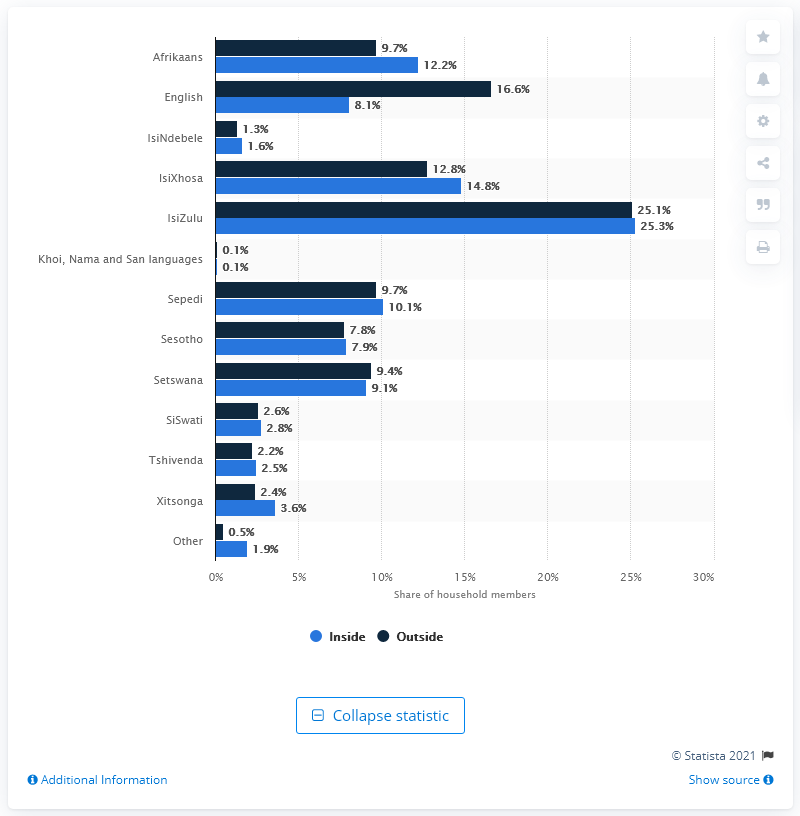 Afrikaans 9.7%
12.2%
English 16.6%
8.1%
IsiNdebele 1.3%
1.6%
IsiXhosa 12.8%
14.8%
IsiZulu 25.1%
25.3%
Khoi, Nama and San languages 0.1%
0.1%
Sepedi 9.7%
10.1%
Sesotho 7.8%
7.9%
Setswana 9.4%
9.1%
SiSwati 2.6%
2.8%
Tshivenda 2.2%
2.5%
Xitsonga 2.4%
3.6%
Other 0.5%
1.9%
0% 5% 10% 15% 20% 25% 30%
Share of household members
Inside Outside
Collapse statistic
© Statista 2021
Additional Information Show source